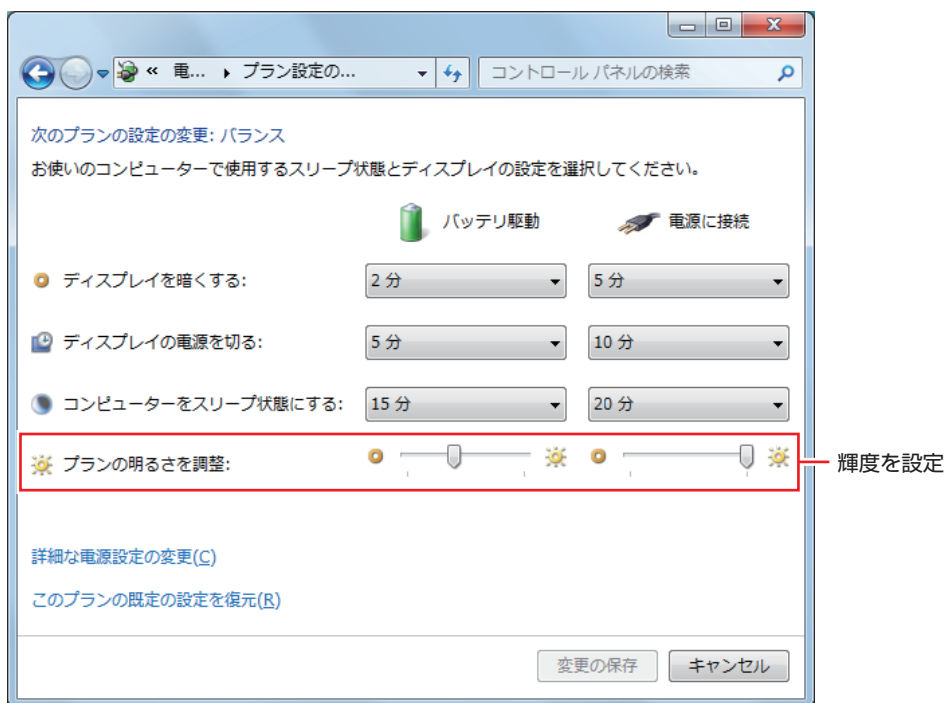 « 電... ▸ プラン設定の...
コントロール パネルの検索
次のプランの設定の変更: バランス
お使いのコンピューターで使用するスリープ状態とディスプレイの設定を選択してください。
バッテリ駆動 電源に接続
ディスプレイを暗くする: 2 分 5 分
ディスプレイの電源を切る: 5 分 10 分
コンピューターをスリープ状態にする: 15 分 20 分
プランの明るさを調整:
輝度を設定
詳細な電源設定の変更(C)
このプランの既定の設定を復元(R)
変更の保存 キャンセル